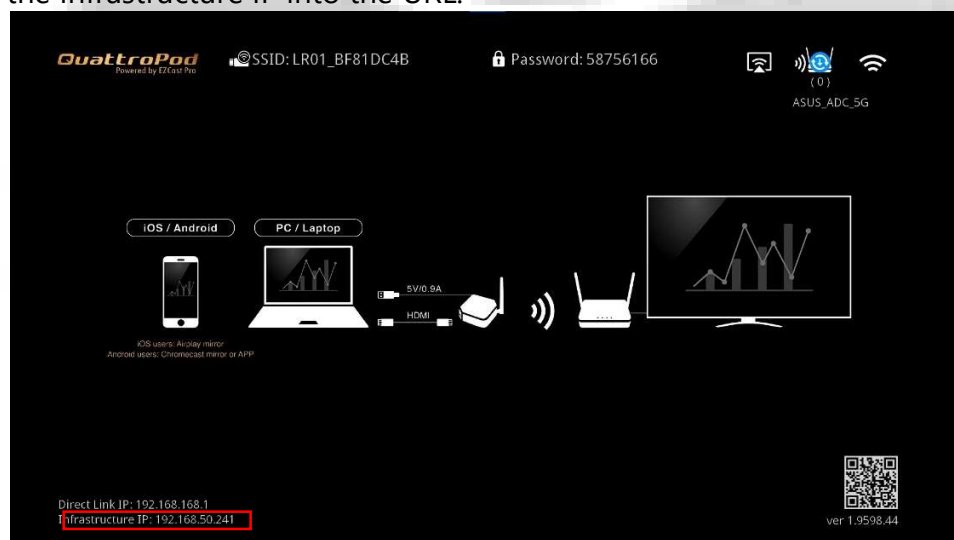 the Infrastructure IP into the URL.
QuattroPod
Powered by EZCast Pro
SSID: LR01_BF81DC4B
Password: 58756166
(0)
ASUS_ADC_5G
iOS / Android
PC / Laptop
5V/0.9A
HDMI
iOS users: Airplay mirror
Android users: Chromecast mirror or APP
Direct Link IP: 192.168.168.1
Infrastructure IP: 192.168.50.241
ver 1.9598.44